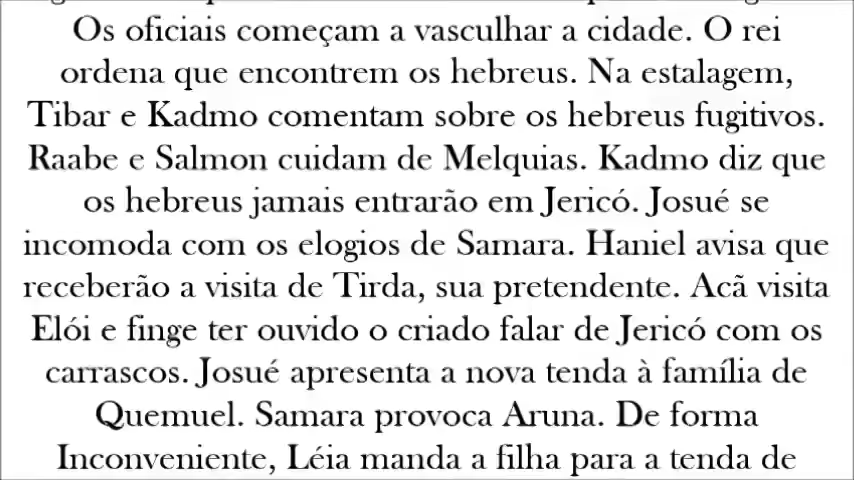 Os oficiais começam a vasculhar a cidade. O rei
ordena que encontrem os hebreus. Na estalagem,
Tibar e Kadmo comentam sobre os hebreus fugitivos.
Raabe e Salmon cuidam de Melquias. Kadmo diz que
os hebreus jamais entrarão em Jericó. Josué se
incomoda com os elogios de Samara. Haniel avisa que
receberão a visita de Tirda, sua pretendente. Acã visita
Elói e finge ter ouvido o criado falar de Jericó com os
carrascos. Josué apresenta a nova tenda à família de
Quemuel. Samara provoca Aruna. De forma
Inconveniente, Léia manda a filha para a tenda de